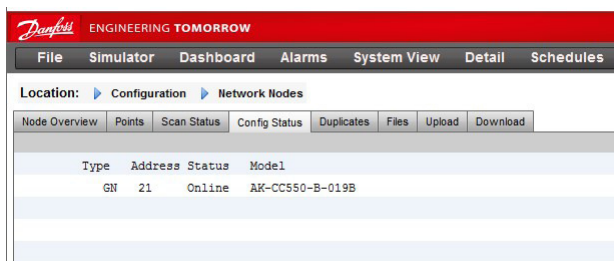 Danfoss ENGINEERING TOMORROW
File Simulator Dashboard Alarms System View Detail Schedules
Location: Configuration Network Nodes
Node Overview Points Scan Status Config Status Duplicates Files Upload Download
Type Address Status Model
GN 21 Online AK-CC550-B-019B